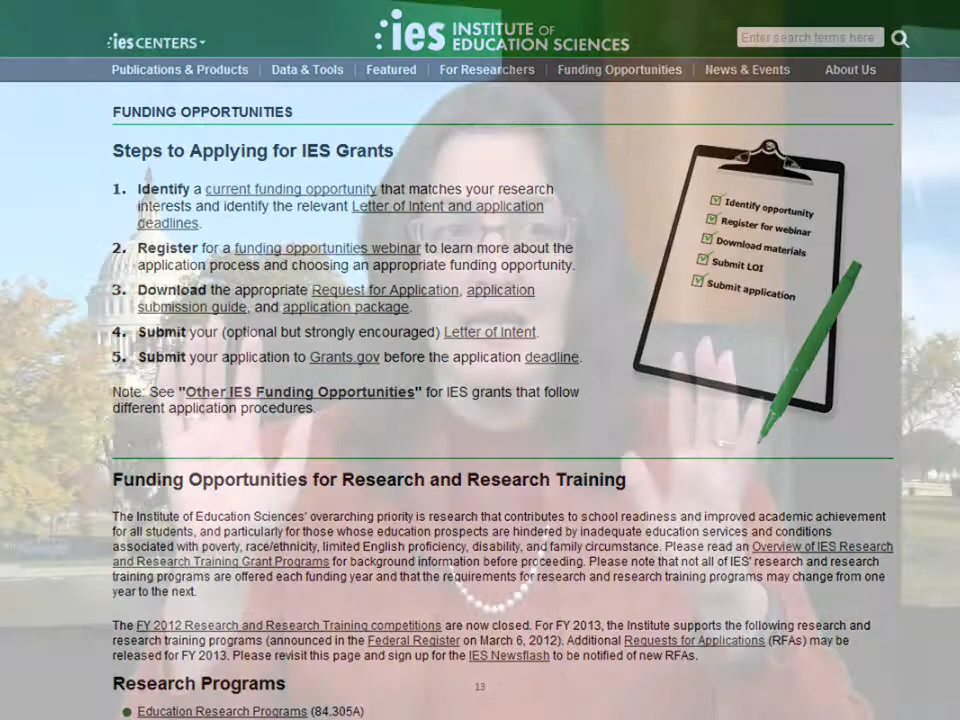 ies CENTERS
ies INSTITUTE OF
EDUCATION SCIENCES
Enter search terms here
Publications & Products | Data & Tools | Featured | For Researchers | Funding Opportunities | News & Events About Us
FUNDING OPPORTUNITIES
Steps to Applying for IES Grants
1. Identify a current funding opportunity that matches your research
interests and identify the relevant Letter of Intent and application
deadlines.
2. Register for a funding opportunities webinar to learn more about the
application process and choosing an appropriate funding opportunity.
3. Download the appropriate Request for Application, application
submission guide, and application package.
4. Submit your (optional but strongly encouraged) Letter of Intent.
5. Submit your application to Grants.gov before the application deadline.
Note: See "Other IES Funding Opportunities" for IES grants that follow
different application procedures.
Identify opportunity
Register for webinar
Download materials
Submit LOI
Submit application
Funding Opportunities for Research and Research Training
The Institute of Education Sciences' overarching priority is research that contributes to school readiness and improved academic achievement
for all students, and particularly for those whose education prospects are hindered by inadequate education services and conditions
associated with poverty, race/ethnicity, limited English proficiency, disability, and family circumstance. Please read an Overview of IES Research
and Research Training Grant Programs for background information before proceeding. Please note that not all of IES' research and research
training programs are offered each funding year and that the requirements for research and research training programs may change from one
year to the next.
The FY 2012 Research and Research Training competitions are now closed. For FY 2013, the Institute supports the following research and
research training programs (announced in the Federal Register on March 6, 2012). Additional Requests for Applications (RFAs) may be
released for FY 2013. Please revisit this page and sign up for the IES Newsflash to be notified of new RFAs.
Research Programs
13
Education Research Programs (84.305A)